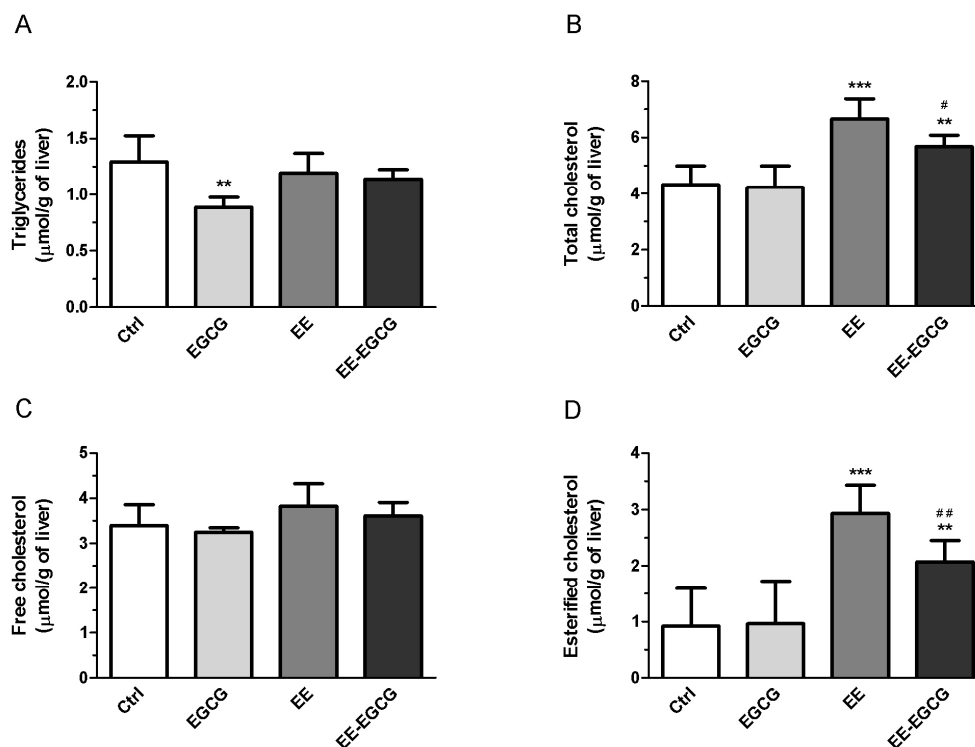 A
Triglycerides
(μmol/g of liver)
2.0
1.5
1.0
0.5
0.0
**
Ctrl
EGCG
EE
EE-EGCG
B
Total cholesterol
(μmol/g of liver)
8
6
4
2
0
***
#
**
Ctrl
EGCG
EE
EE-EGCG
C
Free cholesterol
(μmol/g of liver)
5
4
3
2
1
0
Ctrl
EGCG
EE
EE-EGCG
D
Esterified cholesterol
(μmol/g of liver)
4
3
2
1
0
***
##
**
Ctrl
EGCG
EE
EE-EGCG